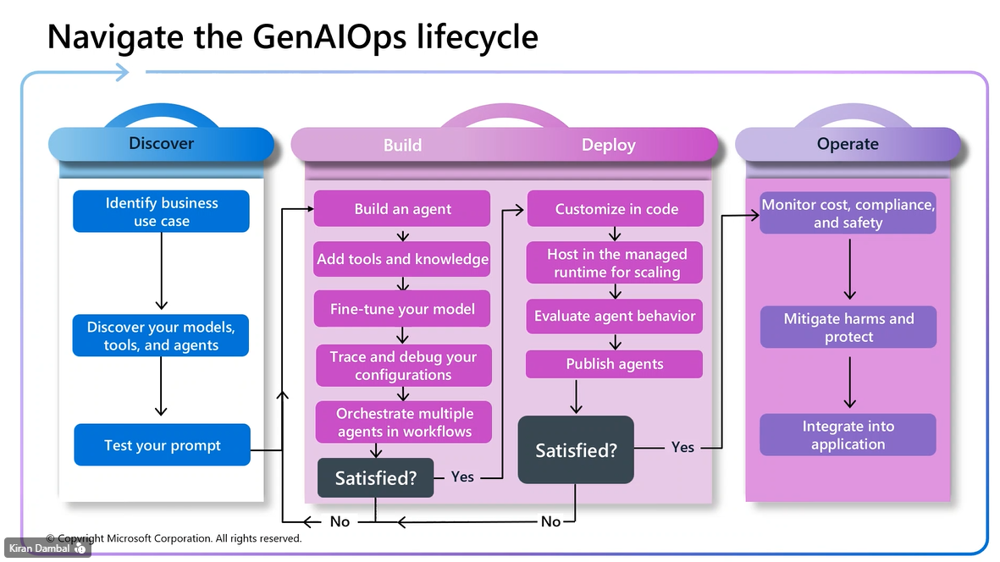 Navigate the GenAIOps lifecycle
Discover
Identify business
use case
Discover your models,
tools, and agents
Test your prompt
Build
Build an agent
Add tools and knowledge
Fine-tune your model
Trace and debug your
configurations
Orchestrate multiple
agents in workflows
Satisfied?
Yes
No
Deploy
Customize in code
Host in the managed
runtime for scaling
Evaluate agent behavior
Publish agents
Satisfied?
Yes
No
Operate
Monitor cost, compliance,
and safety
Mitigate harms and
protect
Integrate into
application
© Copyright Microsoft Corporation. All rights reserved.
Kiran Dambal